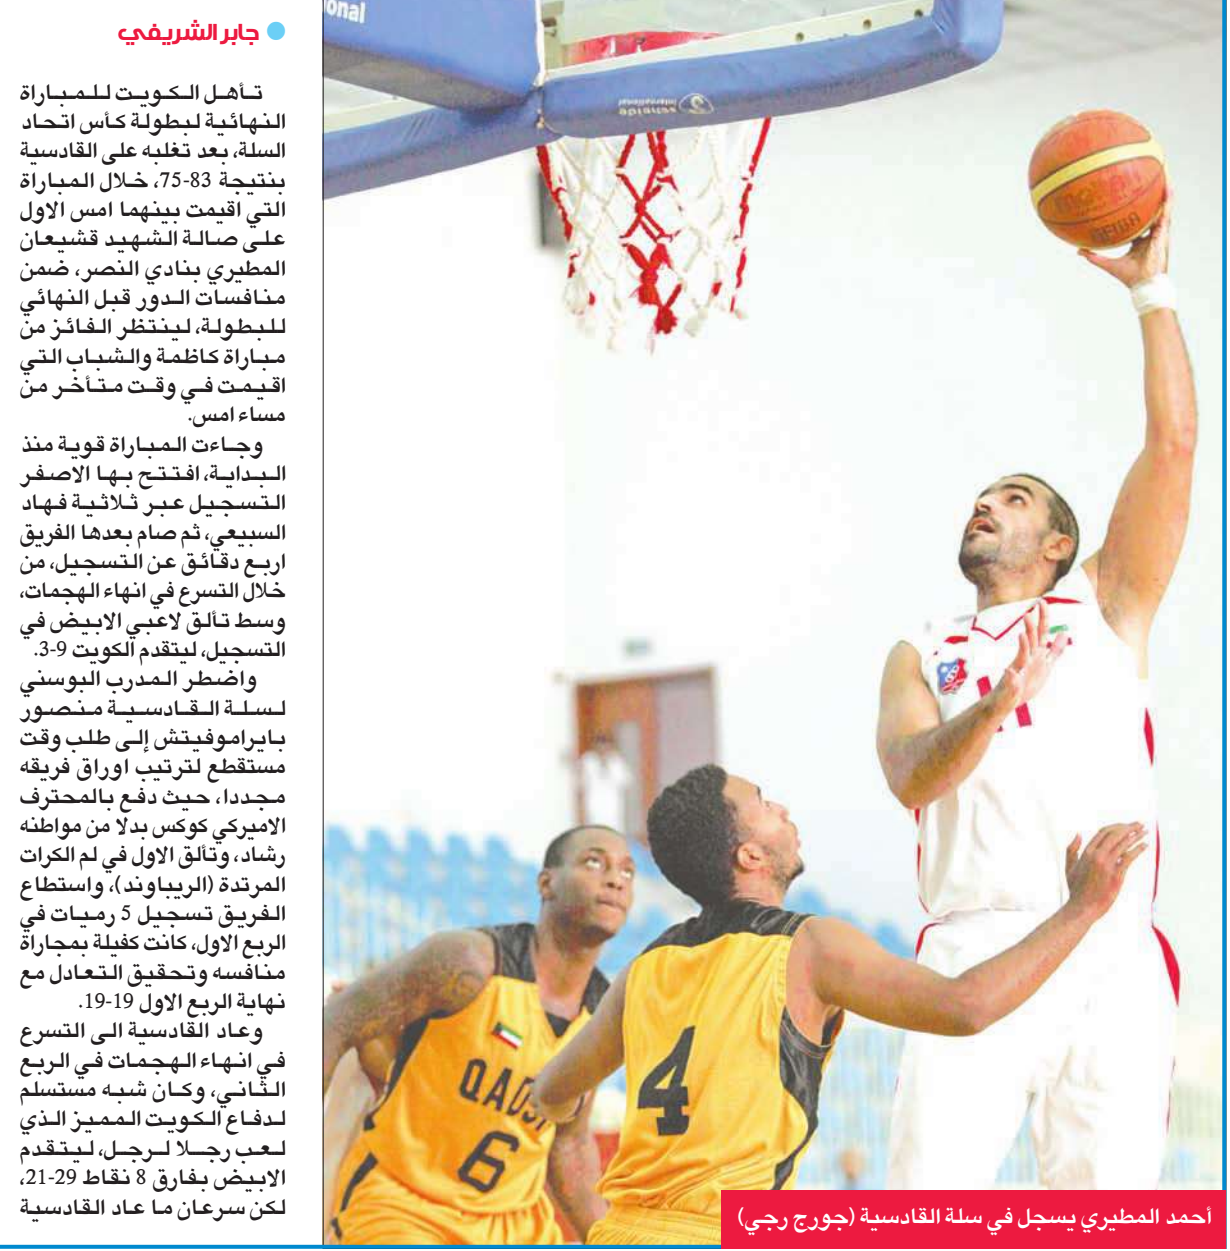 جابر الشريفي
تأهل الكويت للمباراة
النهائية لبطولة كأس اتحاد
السلة، بعد تغلبه على القادسية
بنتيجة 83-75، خلال المباراة
التي اقيمت بينهما امس الاول
على صالة الشهيد قشيعان
المطيري بنادي النصر، ضمن
منافسات الدور قبل النهائي
للبطولة، لينتظر الفائز من
مباراة كاظمة والشباب التي
اقيمت في وقت متأخر من
مساء امس.
وجاءت المباراة قوية منذ
البداية، افتتح بها الاصفر
التسجيل عبر ثلاثية فهاد
السبيعي، ثم صام بعدها الفريق
اربع دقائق عن التسجيل، من
خلال التسرع في انهاء الهجمات،
وسط تألق لاعبي الابيض في
التسجيل، ليتقدم الكويت 9-3.
واضطر المدرب البوسني
لسلة القادسية منصور
بايراموفيتش إلى طلب وقت
مستقطع لترتيب اوراق فريقه
مجددا، حيث دفع بالمحترف
الاميركي كوكس بدلا من مواطنه
رشاد، وتألق الاول في لم الكرات
المرتدة (الريباوند)، واستطاع
الفريق تسجيل 5 رميات في
الربع الاول، كانت كفيلة بمجاراة
منافسه وتحقيق التعادل مع
نهاية الربع الاول 19-19.
وعاد القادسية الى التسرع
في انهاء الهجمات في الربع
الثاني، وكان شبه مستسلم
لدفاع الكويت المميز الذي
لعب رجلا لرجل، ليتقدم
الابيض بفارق 8 نقاط 29-21،
لكن سرعان ما عاد القادسية
onal
schelde
international
QADS
6
4
أحمد المطيري يسجل في سلة القادسية (جورج رجي)